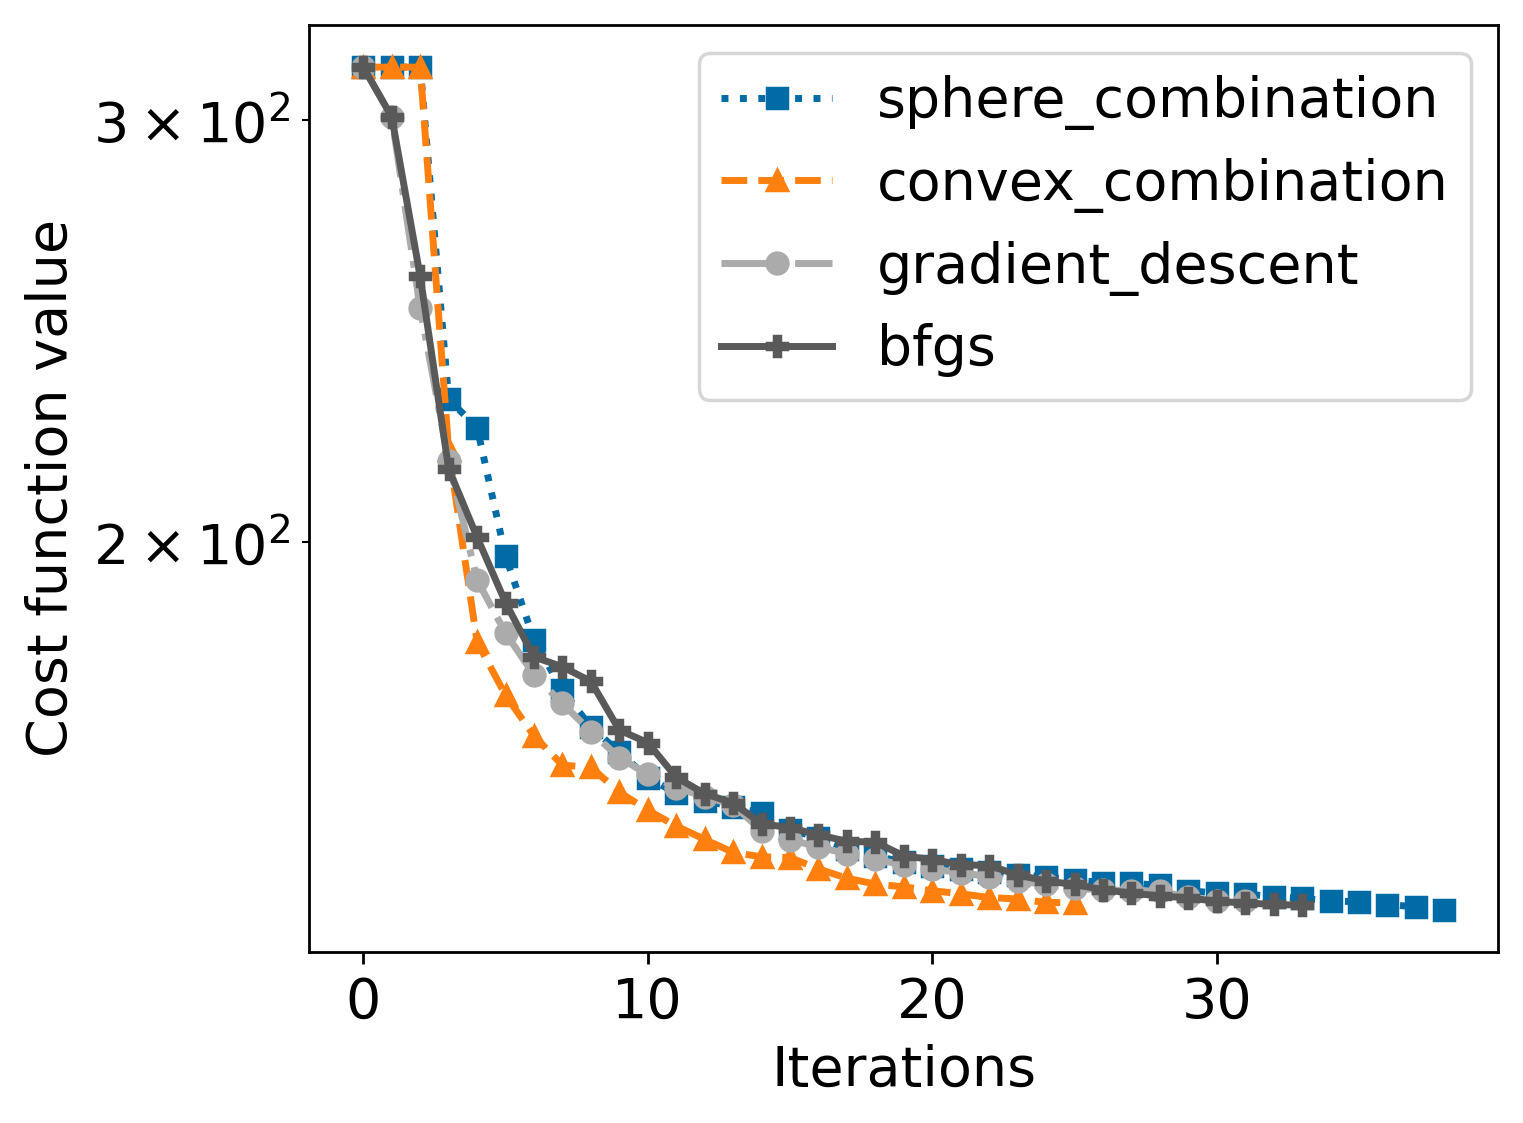 Cost function value
3 × 10²
2 × 10²
sphere_combination
convex_combination
gradient_descent
bfgs
0 10 20 30
Iterations